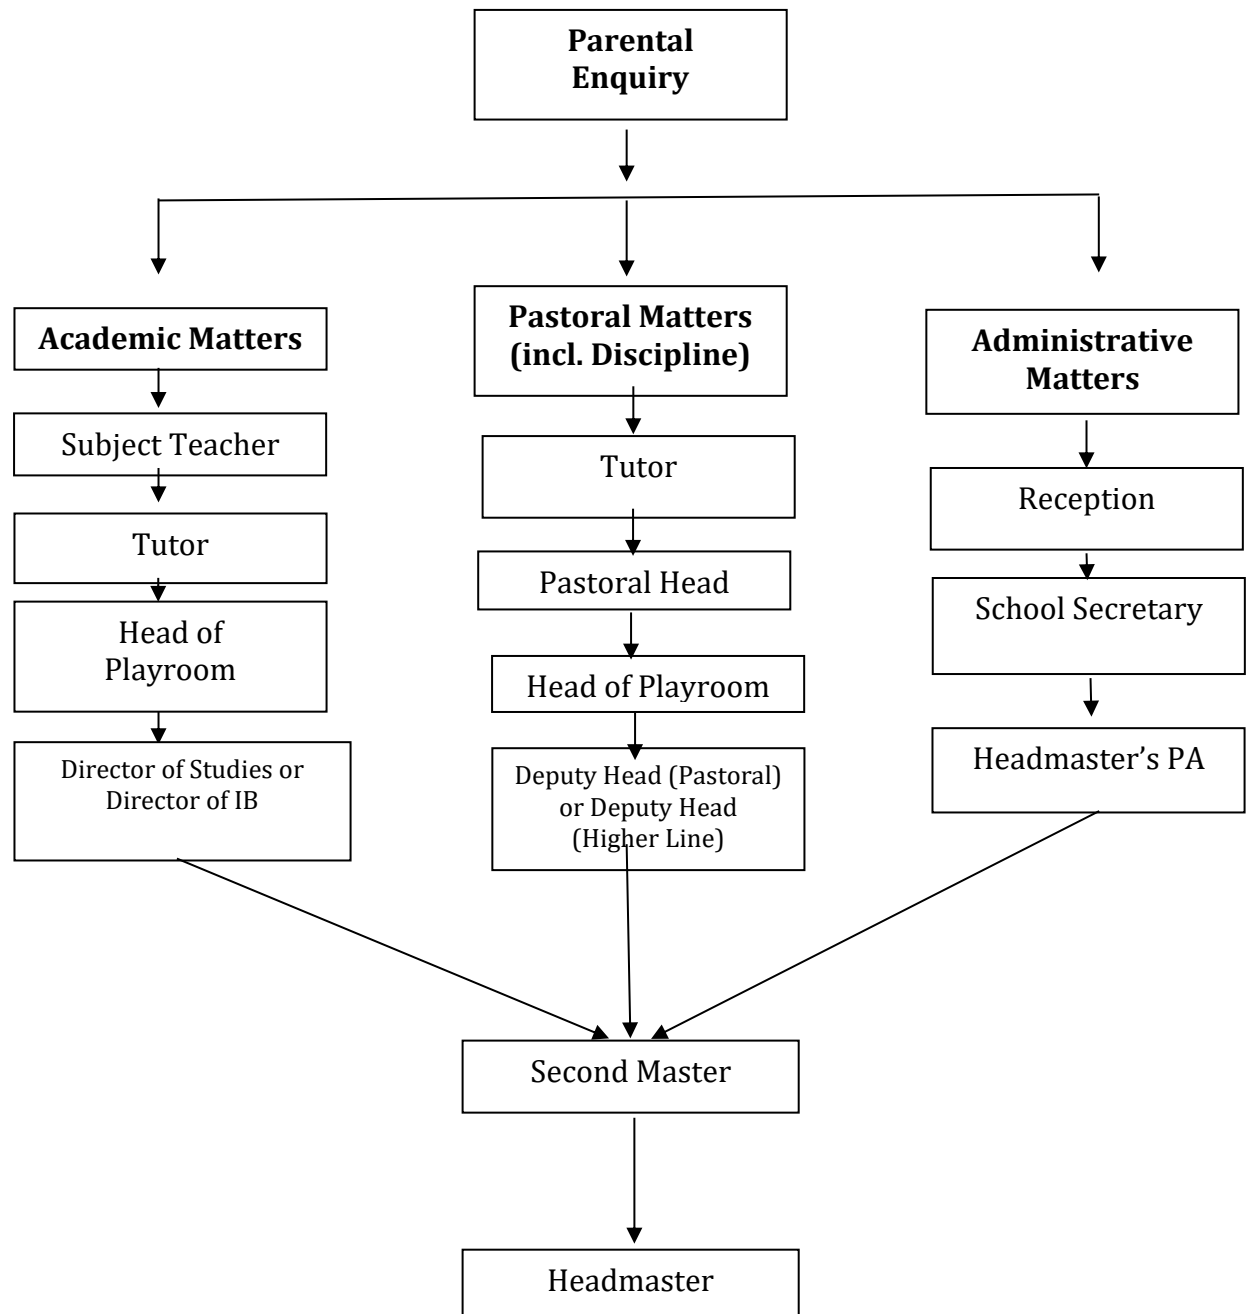 Parental
Enquiry
Academic Matters
Subject Teacher
Tutor
Head of
Playroom
Director of Studies or
Director of IB
Pastoral Matters
(incl. Discipline)
Tutor
Pastoral Head
Head of Playroom
Deputy Head (Pastoral)
or Deputy Head
(Higher Line)
Administrative
Matters
Reception
School Secretary
Headmaster’s PA
Second Master
Headmaster